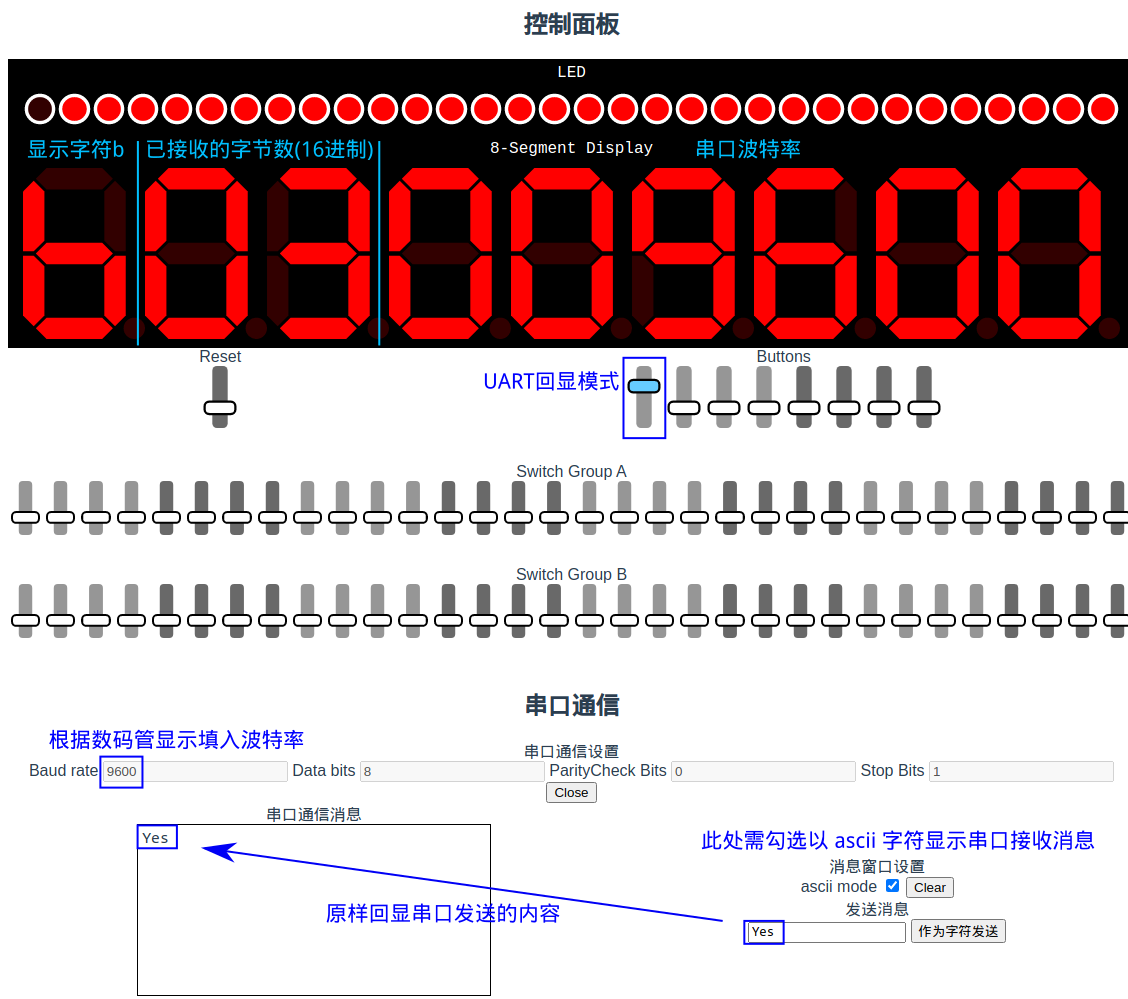 控制面板
LED
显示字符b
已接收的字节数(16进制)
8-Segment Display
串口波特率
b03009600
Reset
Buttons
UART回显模式
Switch Group A
Switch Group B
串口通信
根据数码管显示填入波特率
串口通信设置
Baud rate 9600 Data bits 8 ParityCheck Bits 0 Stop Bits 1
Close
串口通信消息
Yes
此处需勾选以 ascii 字符显示串口接收消息
消息窗口设置
ascii mode Clear
原样回显串口发送的内容
发送消息
Yes 作为字符发送